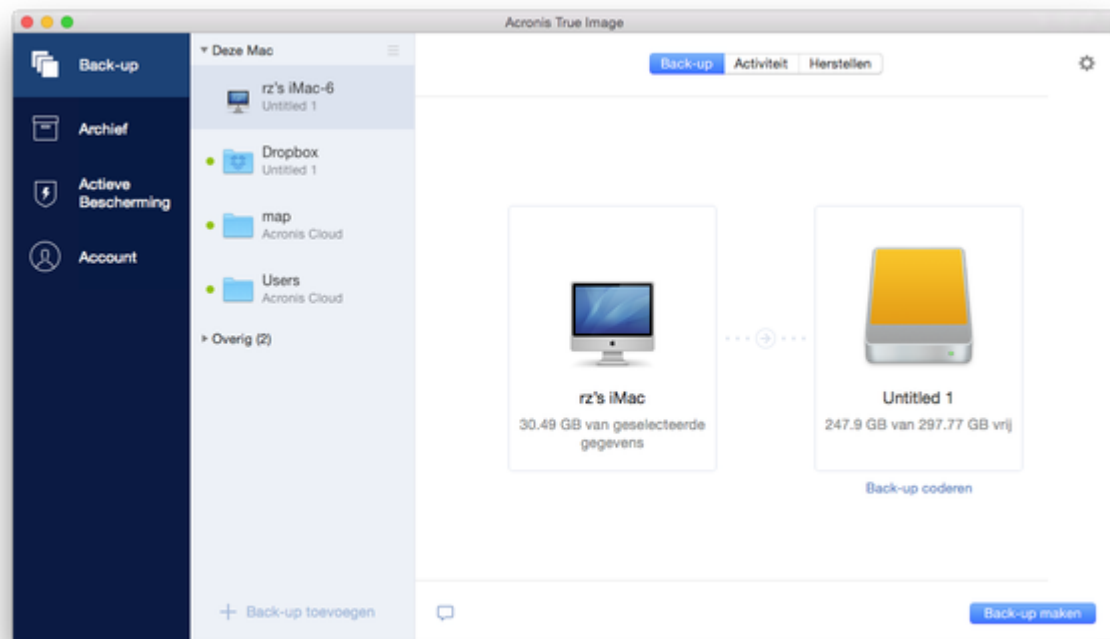 Acronis True Image
Back-up
Archief
Actieve
Bescherming
Account
Deze Mac
rz's iMac-6
Untitled 1
Dropbox
Untitled 1
map
Acronis Cloud
Users
Acronis Cloud
Overig (2)
Back-up toevoegen
Back-up Activiteit Herstellen
rz's iMac
30.49 GB van geselecteerde
gegevens
Untitled 1
247.9 GB van 297.77 GB vrij
Back-up coderen
Back-up maken